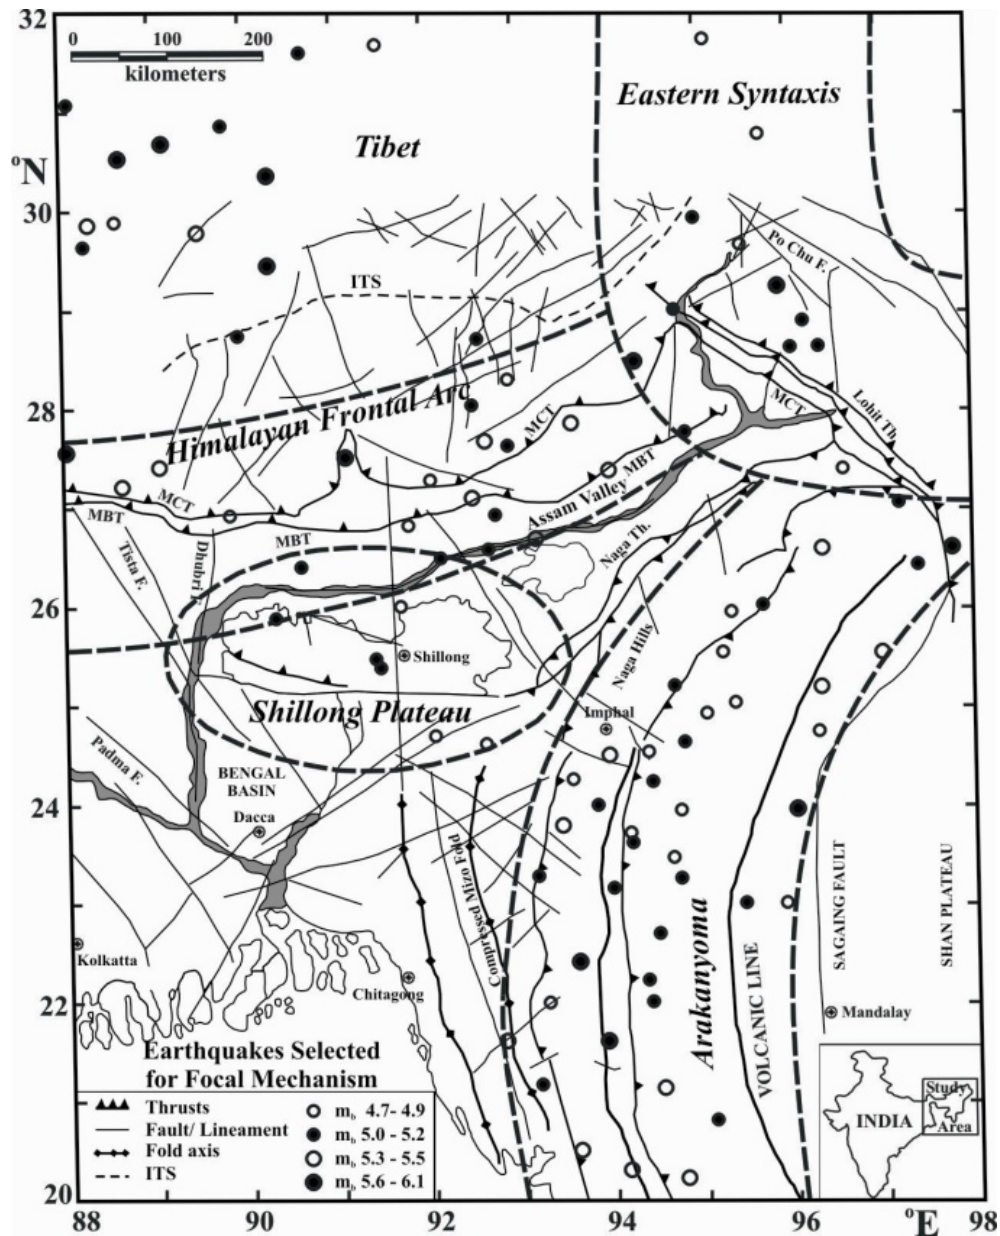 32
0 100 200
kilometers
Eastern Syntaxis
Tibet
°N
30
Po Chu F.
ITS
28
Himalayan Frontal Arc
MCT
MCT
Lohit Th.
MBT
MCT
MBT
Assam Valley
MBT
Tista F.
Dhubri F.
Naga Th.
26
Shillong
Naga Hills
Shillong Plateau
Imphal
Padma F.
BENGAL
BASIN
24
Dacca
Compressed Mizo Fold
Arakanyoma
SAGAING FAULT
SHAN PLATEAU
Kolkatta
Chitagong
22
VOLCANIC LINE
Mandalay
Earthquakes Selected
for Focal Mechanism
Thrusts
Fault/ Lineament
Fold axis
ITS
mb 4.7- 4.9
mb 5.0 - 5.2
mb 5.3 - 5.5
mb 5.6 - 6.1
INDIA
Study
Area
20
88 90 92 94 96 °E 98